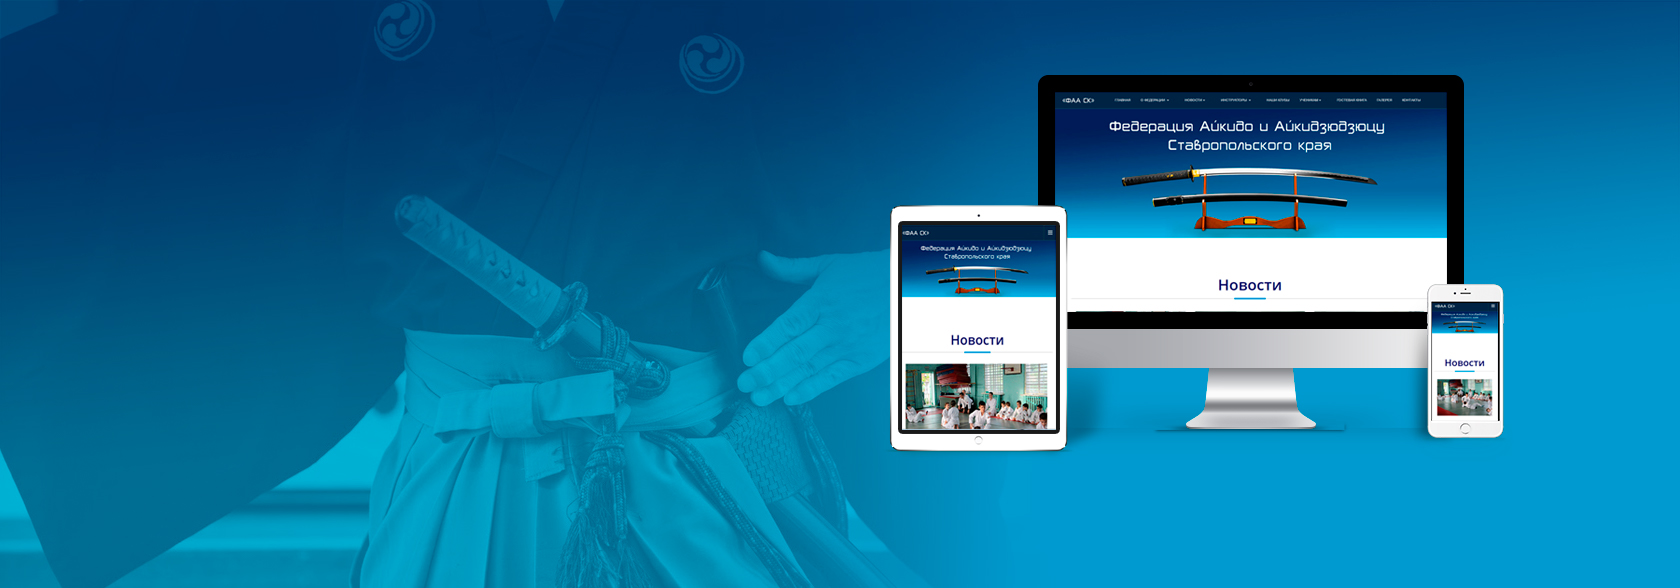 «ФАА СК»
ГЛАВНАЯ О ФЕДЕРАЦИИ НОВОСТИ ИНСТРУКТОРЫ НАШИ КЛУБЫ УЧЕНИКАМ ГОСТЕВАЯ КНИГА ГАЛЕРЕЯ КОНТАКТЫ
Федерация Айкидо и Айкидзюдзюцу
Ставропольского края
Новости
«ФАА СК»
Федерация Айкидо и Айкидзюдзюцу
Ставропольского края
Новости
«ФАА СК»
Новости